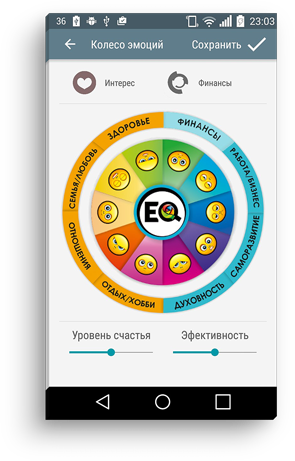 36 23:03
Колесо эмоций Сохранить
Интерес Финансы
ЗДОРОВЬЕ
ФИНАНСЫ
РАБОТА/БИЗНЕС
САМОРАЗВИТИЕ
ДУХОВНОСТЬ
ОТДЫХ/ХОББИ
ОТНОШЕНИЯ
СЕМЬЯ/ЛЮБОВЬ
EQ
Уровень счастья Эфективность